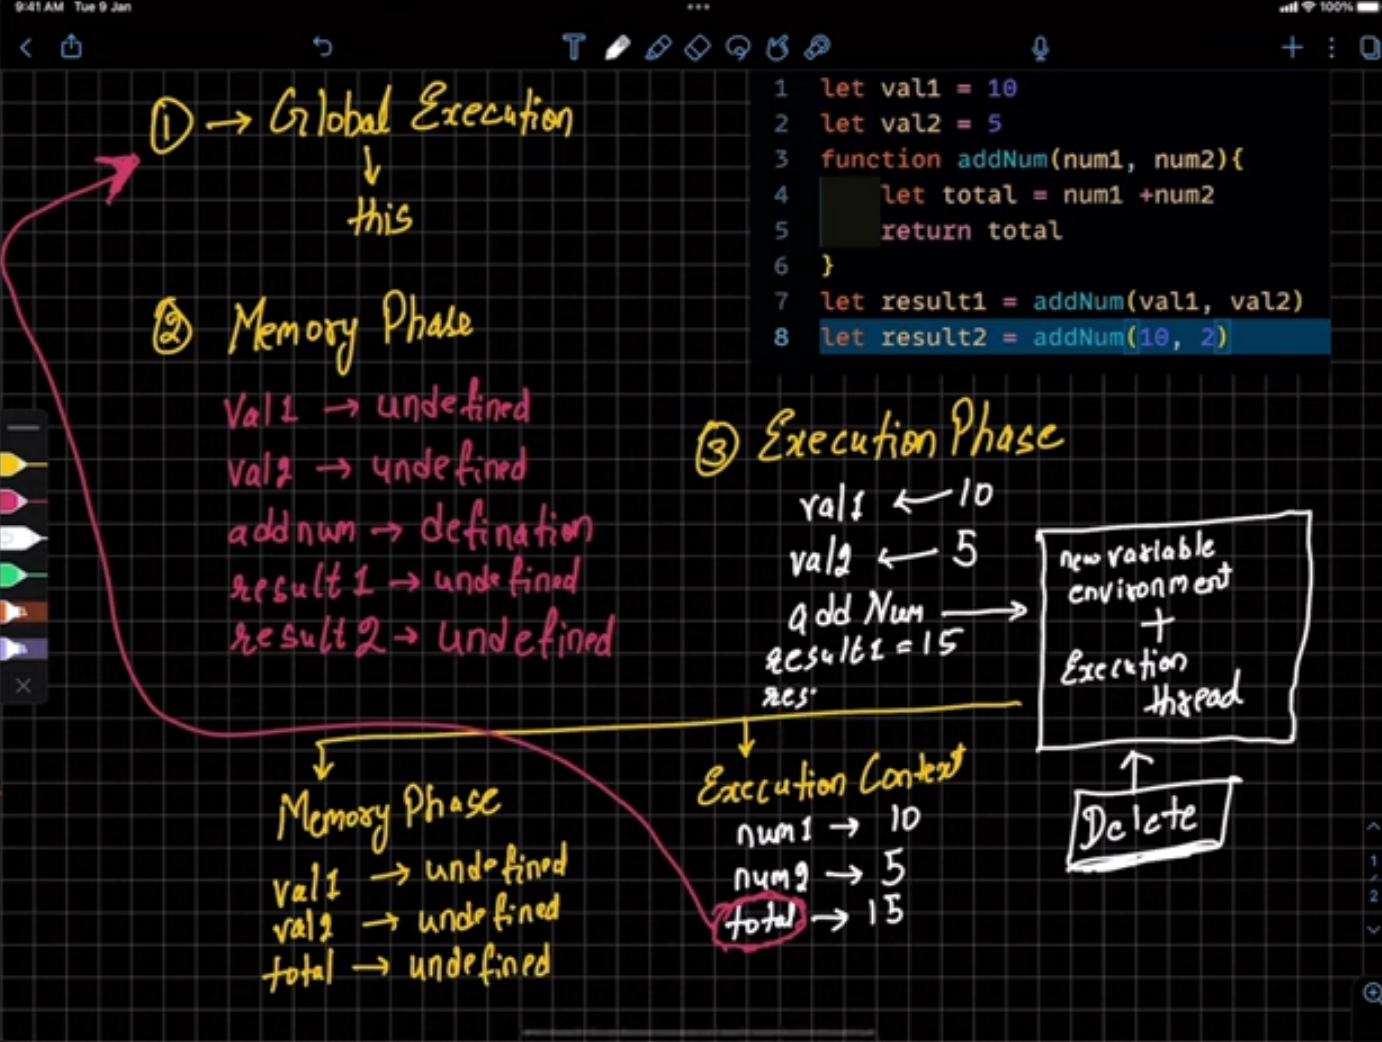 9:41 AM Tue 9 Jan
100%
① → Global Execution
this
② Memory Phase
val1 → undefined
val2 → undefined
addnum → defination
result1 → undefined
result2 → undefined
1 let val1 = 10
2 let val2 = 5
3 function addNum(num1, num2){
4 let total = num1 +num2
5 return total
6 }
7 let result1 = addNum(val1, val2)
8 let result2 = addNum(10, 2)
③ Execution Phase
val1 ← 10
val2 ← 5
add Num →
result1 = 15
res
new variable
environment
+
Execution
thread
Delete
Memory Phase
val1 → undefined
val2 → undefined
total → undefined
Execution Context
num1 → 10
num2 → 5
total → 15
1
/
2